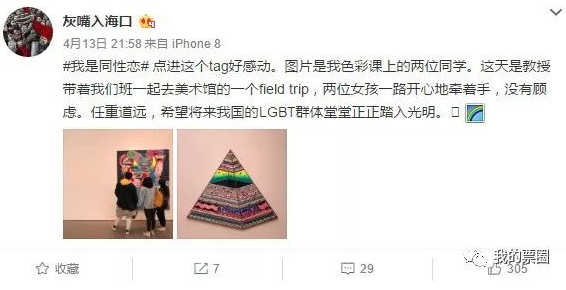 灰嘴入海口
4月13日 21:58 来自 iPhone 8
#我是同性恋# 点进这个tag好感动。图片是我色彩课上的两位同学。这天是教授
带着我们班一起去美术馆的一个field trip，两位女孩一路开心地牵着手，没有顾
虑。任重道远，希望将来我国的LGBT群体堂堂正正踏入光明。
收藏
7
29
305
我的票圈